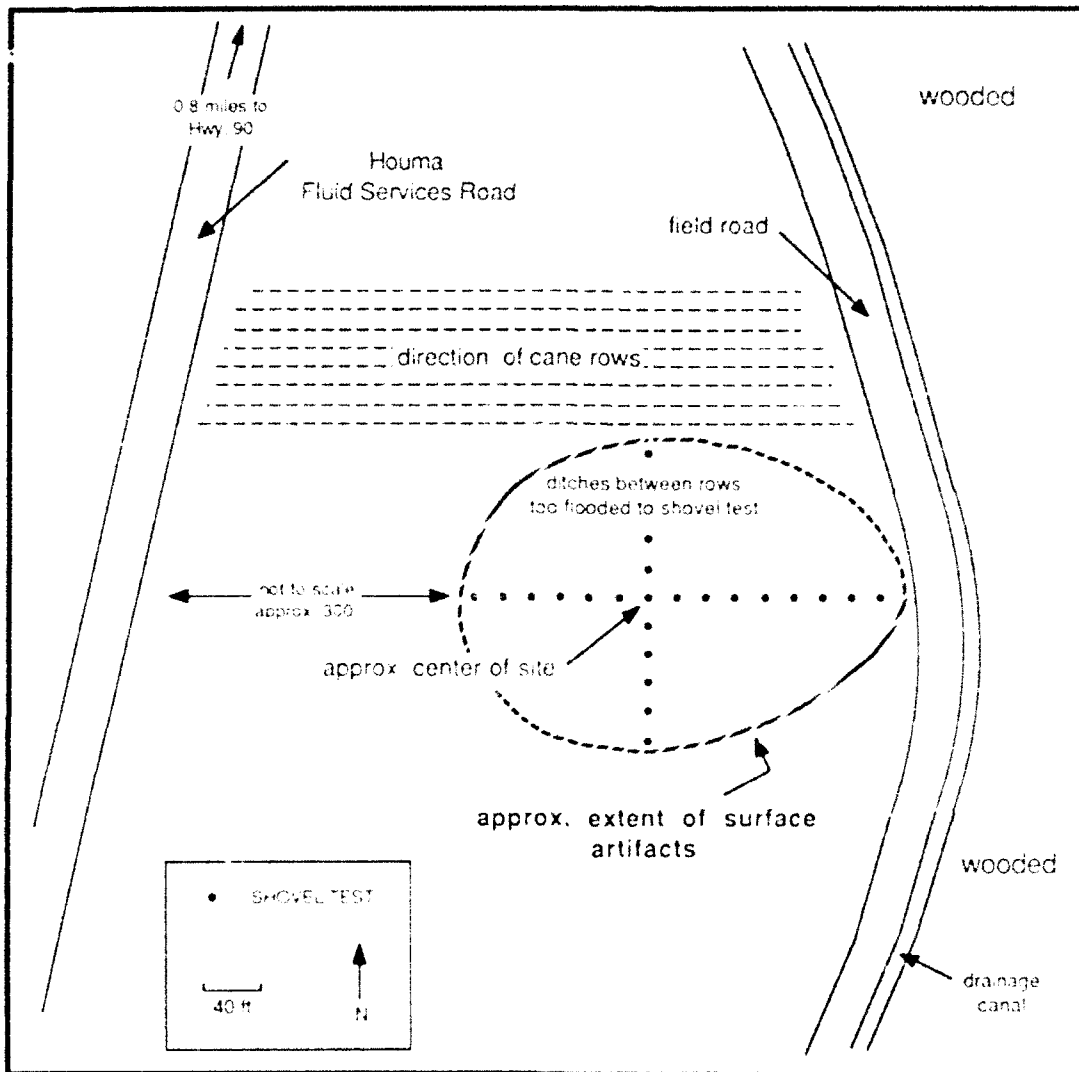 0.8 miles to
Hwy. 90
wooded
Houma
Fluid Services Road
field road
direction of cane rows
ditches between rows
too flooded to shovel test
not to scale
approx. 300
approx. center of site
approx. extent of surface
artifacts
wooded
SHOVEL TEST
40 ft
N
drainage
canal